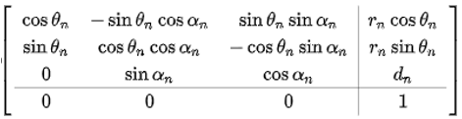 cos θₙ − sin θₙ cos αₙ sin θₙ sin αₙ rₙ cos θₙ
sin θₙ cos θₙ cos αₙ − cos θₙ sin αₙ rₙ sin θₙ
0 sin αₙ cos αₙ dₙ
0 0 0 1